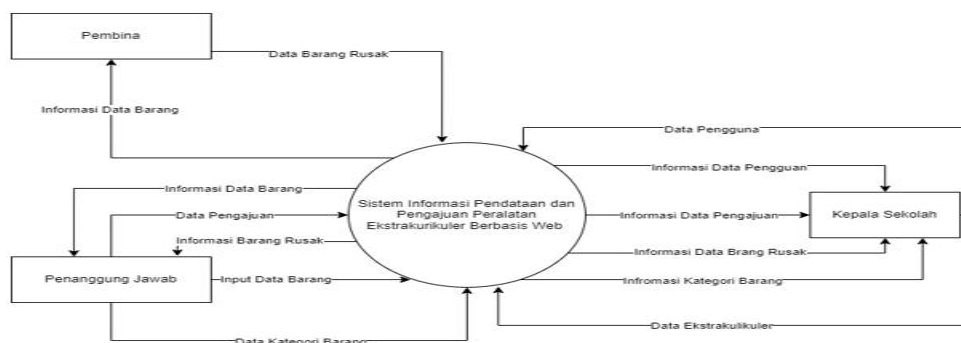 Pembina
Data Barang Rusak
Informasi Data Barang
Data Pengguna
Informasi Data Pengguan
Informasi Data Barang
Sistem Informasi Pendataan dan
Pengajuan Peralatan
Ekstrakurikuler Berbasis Web
Data Pengajuan
Informasi Data Pengajuan
Kepala Sekolah
Informasi Barang Rusak
Informasi Data Brang Rusak
Penanggung Jawab
Input Data Barang
Infromasi Kategori Barang
Data Ekstrakulikuler
Data Kategori Barang